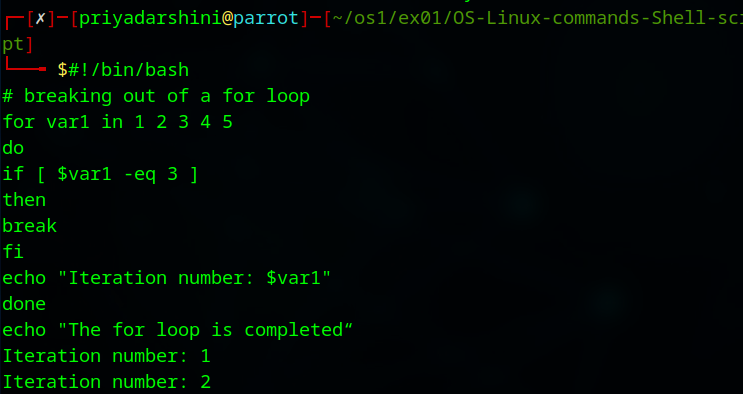 ┌─[✗]─[priyadarshini@parrot]─[~/os1/ex01/OS-Linux-commands-Shell-scri
pt]
└──╼ $#!/bin/bash
# breaking out of a for loop
for var1 in 1 2 3 4 5
do
if [ $var1 -eq 3 ]
then
break
fi
echo "Iteration number: $var1"
done
echo "The for loop is completed“
Iteration number: 1
Iteration number: 2